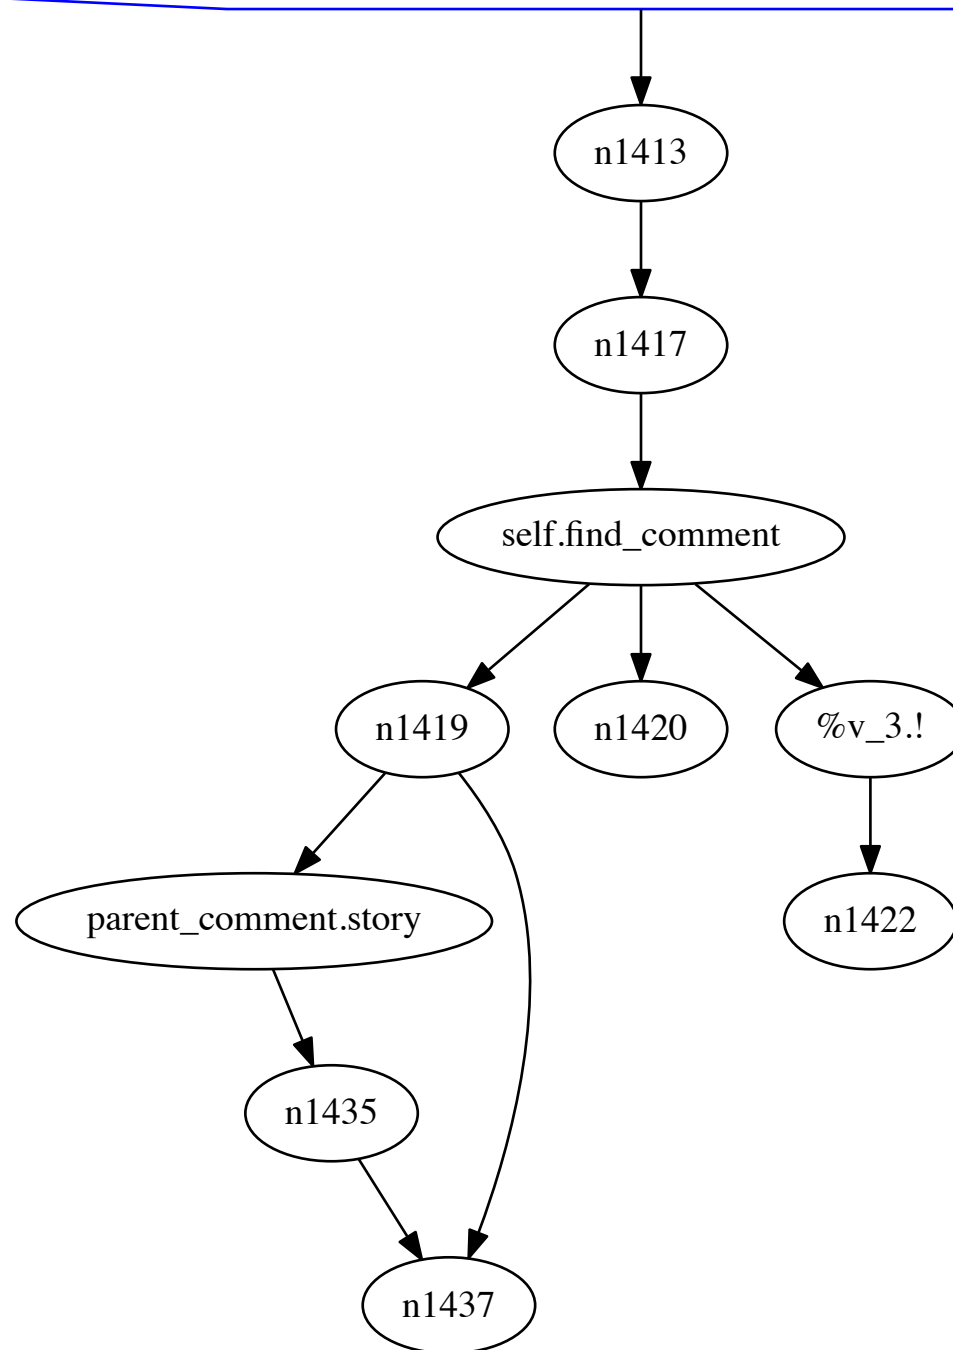 n1413
n1417
self.find_comment
n1419
n1420
%v_3.!
parent_comment.story
n1422
n1435
n1437